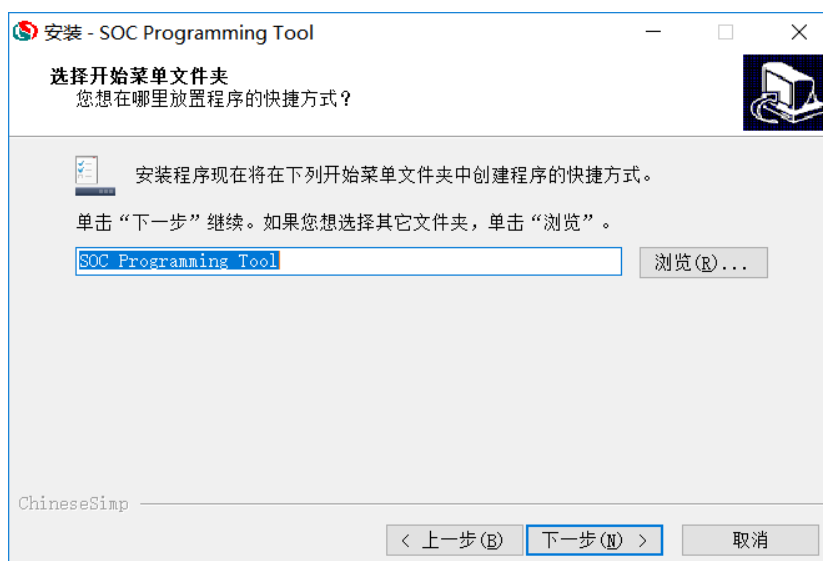 安装 - SOC Programming Tool
选择开始菜单文件夹
您想在哪里放置程序的快捷方式？
安装程序现在将在下列开始菜单文件夹中创建程序的快捷方式。
单击“下一步”继续。如果您想选择其它文件夹，单击“浏览”。
SOC Programming Tool
浏览(R)...
ChineseSimp
< 上一步(B)
下一步(N) >
取消